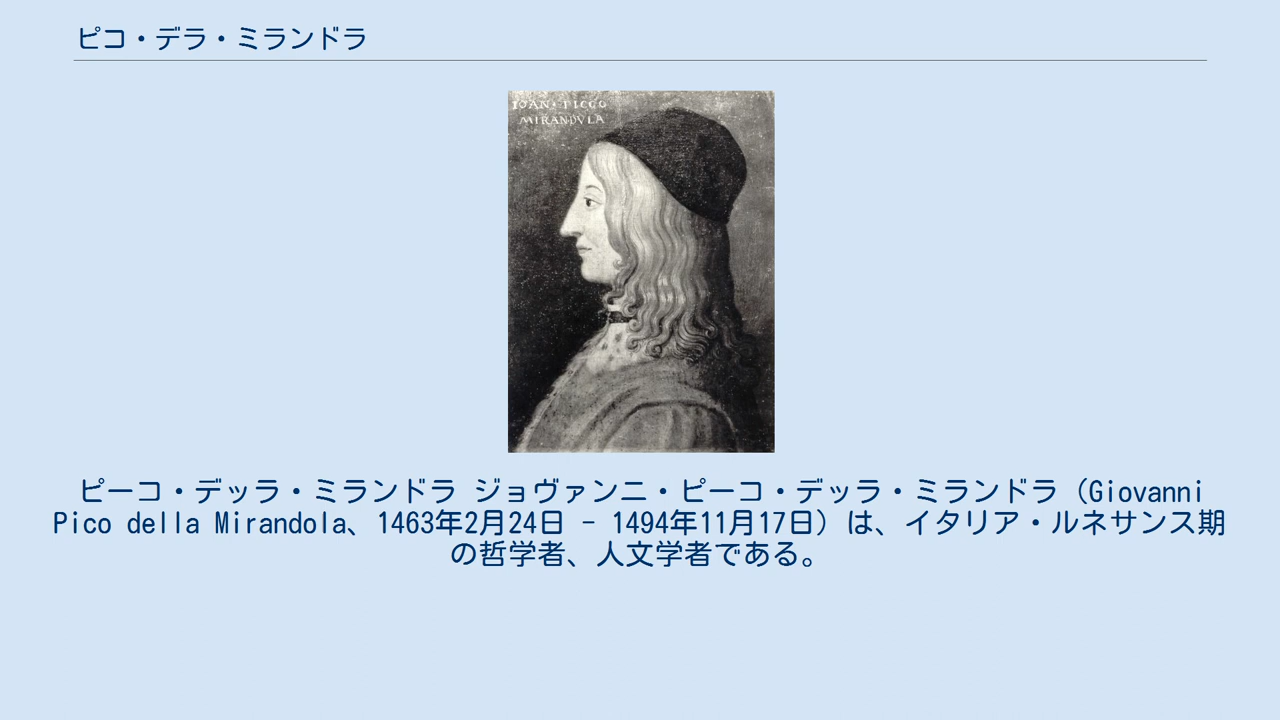 ピコ・デラ・ミランドラ
IOAN・PICCO
MIRANDVLA
ピーコ・デッラ・ミランドラ ジョヴァンニ・ピーコ・デッラ・ミランドラ（Giovanni
Pico della Mirandola、1463年2月24日 - 1494年11月17日）は、イタリア・ルネサンス期
の哲学者、人文学者である。